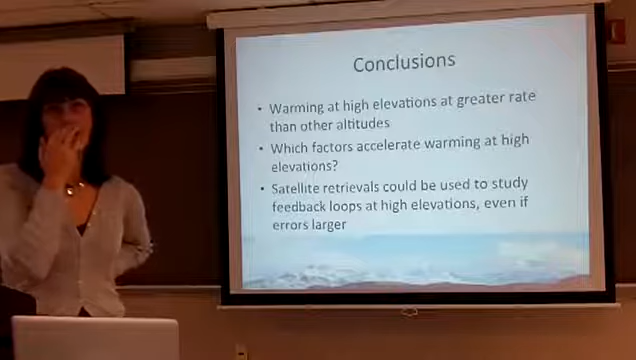 Conclusions
• Warming at high elevations at greater rate
than other altitudes
• Which factors accelerate warming at high
elevations?
• Satellite retrievals could be used to study
feedback loops at high elevations, even if
errors larger